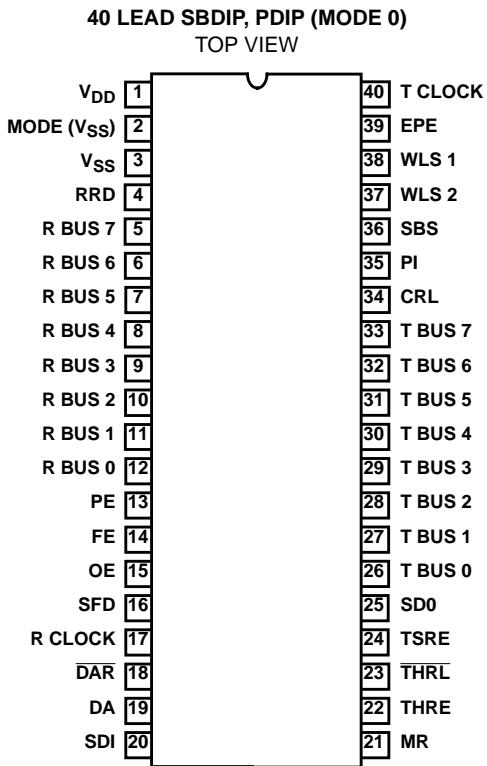 40 LEAD SBDIP, PDIP (MODE 0)
TOP VIEW
VDD 1 40 T CLOCK
MODE (VSS) 2 39 EPE
VSS 3 38 WLS 1
RRD 4 37 WLS 2
R BUS 7 5 36 SBS
R BUS 6 6 35 PI
R BUS 5 7 34 CRL
R BUS 4 8 33 T BUS 7
R BUS 3 9 32 T BUS 6
R BUS 2 10 31 T BUS 5
R BUS 1 11 30 T BUS 4
R BUS 0 12 29 T BUS 3
PE 13 28 T BUS 2
FE 14 27 T BUS 1
OE 15 26 T BUS 0
SFD 16 25 SD0
R CLOCK 17 24 TSRE
DAR 18 23 THRL
DA 19 22 THRE
SDI 20 21 MR